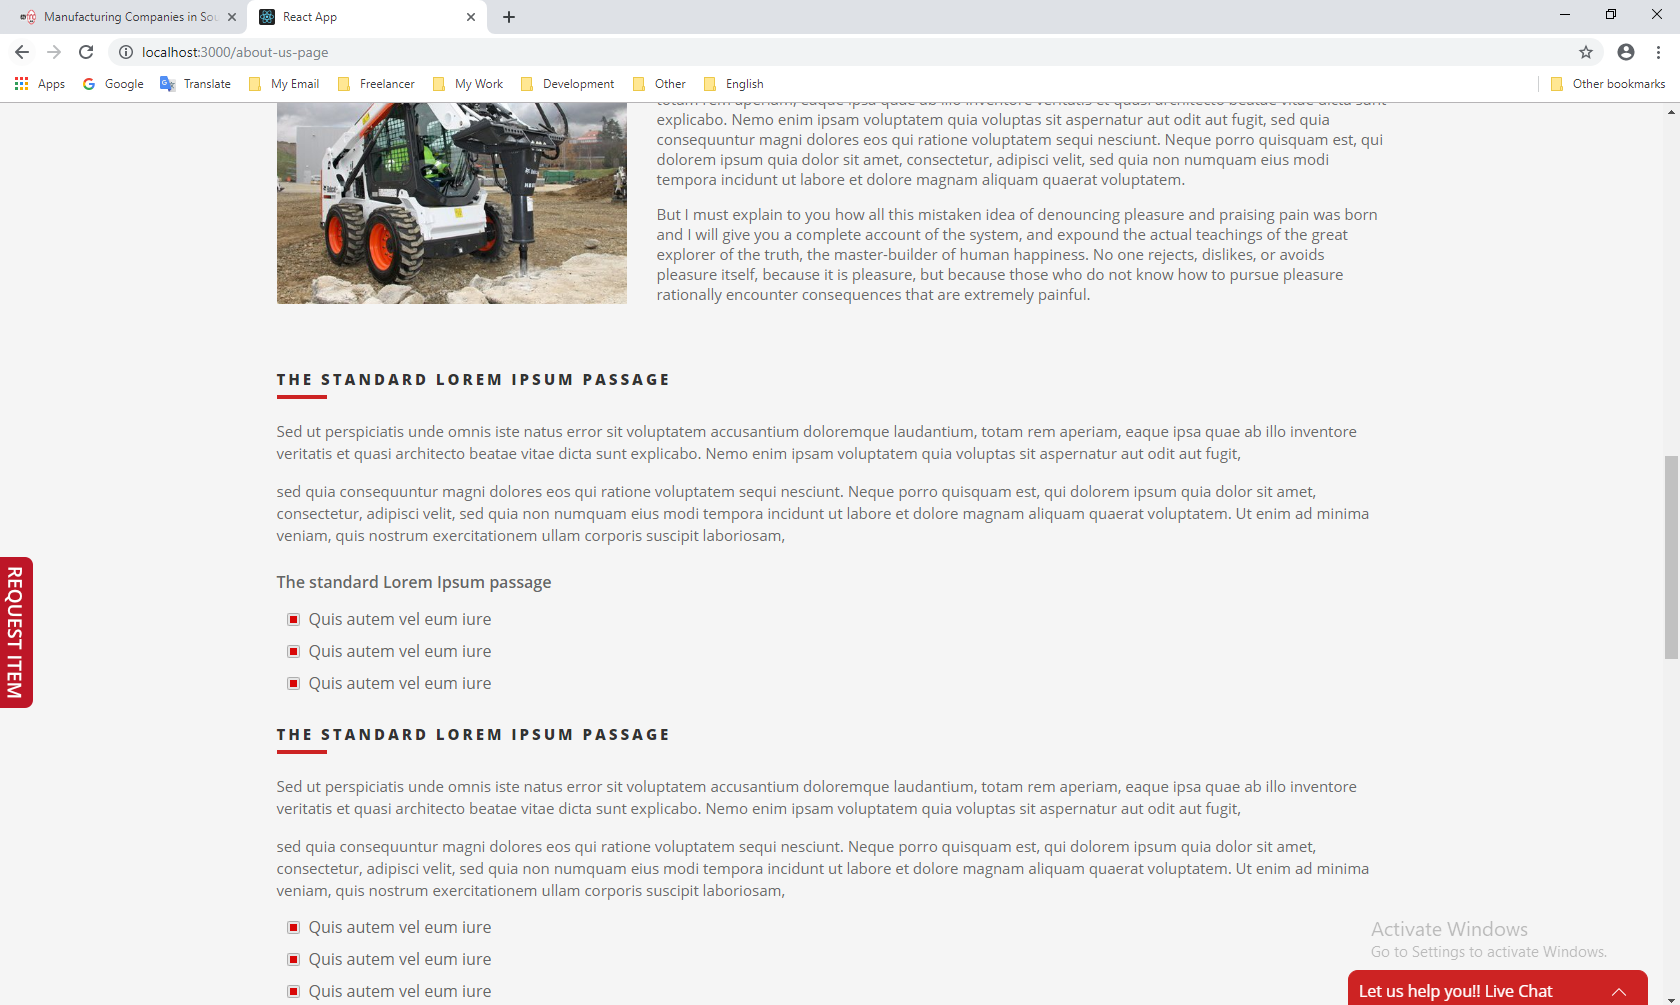 Manufacturing Companies in Sou
React App
localhost:3000/about-us-page
Apps
Google
Translate
My Email
Freelancer
My Work
Development
Other
English
Other bookmarks
totam rem aperiam, eaque ipsa quae ab illo inventore veritatis et quasi architecto beatae vitae dicta sunt
explicabo. Nemo enim ipsam voluptatem quia voluptas sit aspernatur aut odit aut fugit, sed quia
consequuntur magni dolores eos qui ratione voluptatem sequi nesciunt. Neque porro quisquam est, qui
dolorem ipsum quia dolor sit amet, consectetur, adipisci velit, sed quia non numquam eius modi
tempora incidunt ut labore et dolore magnam aliquam quaerat voluptatem.
But I must explain to you how all this mistaken idea of denouncing pleasure and praising pain was born
and I will give you a complete account of the system, and expound the actual teachings of the great
explorer of the truth, the master-builder of human happiness. No one rejects, dislikes, or avoids
pleasure itself, because it is pleasure, but because those who do not know how to pursue pleasure
rationally encounter consequences that are extremely painful.
THE STANDARD LOREM IPSUM PASSAGE
Sed ut perspiciatis unde omnis iste natus error sit voluptatem accusantium doloremque laudantium, totam rem aperiam, eaque ipsa quae ab illo inventore
veritatis et quasi architecto beatae vitae dicta sunt explicabo. Nemo enim ipsam voluptatem quia voluptas sit aspernatur aut odit aut fugit,
sed quia consequuntur magni dolores eos qui ratione voluptatem sequi nesciunt. Neque porro quisquam est, qui dolorem ipsum quia dolor sit amet,
consectetur, adipisci velit, sed quia non numquam eius modi tempora incidunt ut labore et dolore magnam aliquam quaerat voluptatem. Ut enim ad minima
veniam, quis nostrum exercitationem ullam corporis suscipit laboriosam,
The standard Lorem Ipsum passage
Quis autem vel eum iure
Quis autem vel eum iure
Quis autem vel eum iure
REQUEST ITEM
THE STANDARD LOREM IPSUM PASSAGE
Sed ut perspiciatis unde omnis iste natus error sit voluptatem accusantium doloremque laudantium, totam rem aperiam, eaque ipsa quae ab illo inventore
veritatis et quasi architecto beatae vitae dicta sunt explicabo. Nemo enim ipsam voluptatem quia voluptas sit aspernatur aut odit aut fugit,
sed quia consequuntur magni dolores eos qui ratione voluptatem sequi nesciunt. Neque porro quisquam est, qui dolorem ipsum quia dolor sit amet,
consectetur, adipisci velit, sed quia non numquam eius modi tempora incidunt ut labore et dolore magnam aliquam quaerat voluptatem. Ut enim ad minima
veniam, quis nostrum exercitationem ullam corporis suscipit laboriosam,
Quis autem vel eum iure
Quis autem vel eum iure
Quis autem vel eum iure
Activate Windows
Go to Settings to activate Windows.
Let us help you!! Live Chat